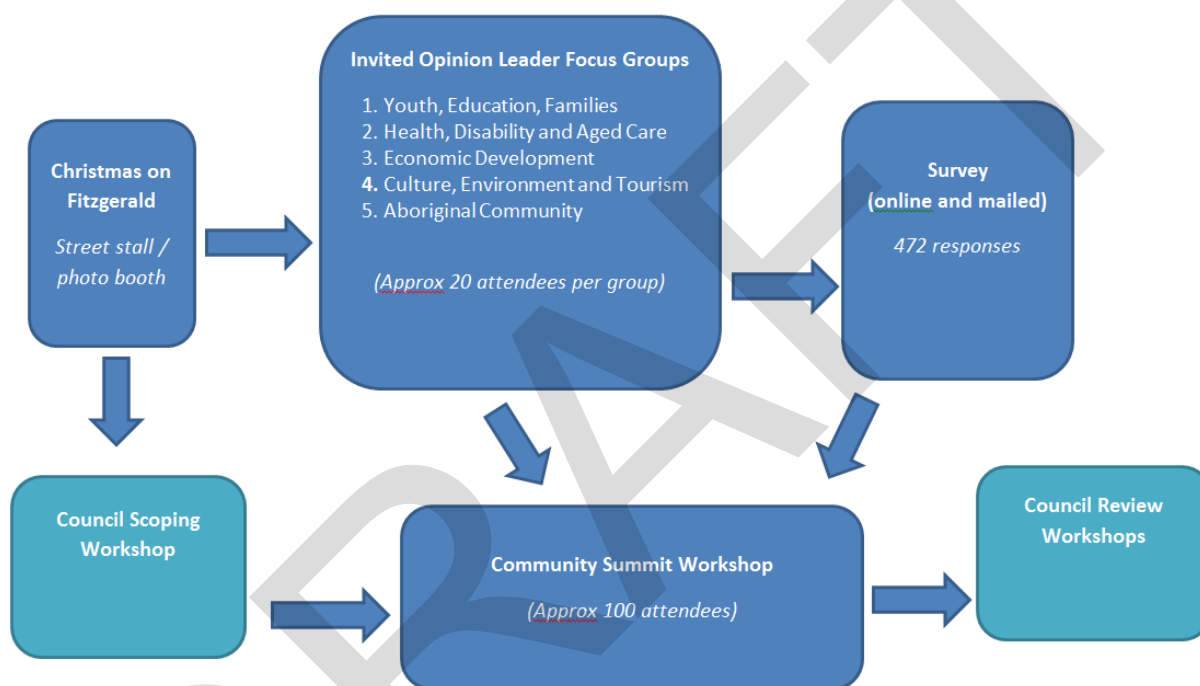 Christmas on
Fitzgerald
Street stall /
photo booth
Invited Opinion Leader Focus Groups
1. Youth, Education, Families
2. Health, Disability and Aged Care
3. Economic Development
4. Culture, Environment and Tourism
5. Aboriginal Community
(Approx 20 attendees per group)
Survey
(online and mailed)
472 responses
Council Scoping
Workshop
Community Summit Workshop
(Approx 100 attendees)
Council Review
Workshops
DRAFT